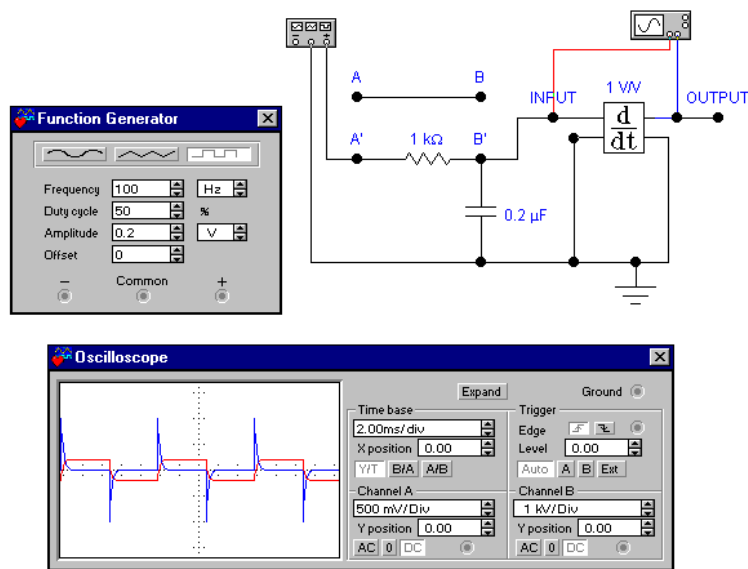 A B
INPUT
1 V/V
OUTPUT
d
dt
A' 1 kΩ B'
0.2 µF
Function Generator
Frequency 100 Hz
Duty cycle 50 %
Amplitude 0.2 V
Offset 0
− Common +
Oscilloscope
Expand Ground
Time base
2.00ms/div
X position 0.00
Y/T B/A A/B
Trigger
Edge
Level 0.00
Auto A B Ext
Channel A
500 mV/Div
Y position 0.00
AC 0 DC
Channel B
1 kV/Div
Y position 0.00
AC 0 DC